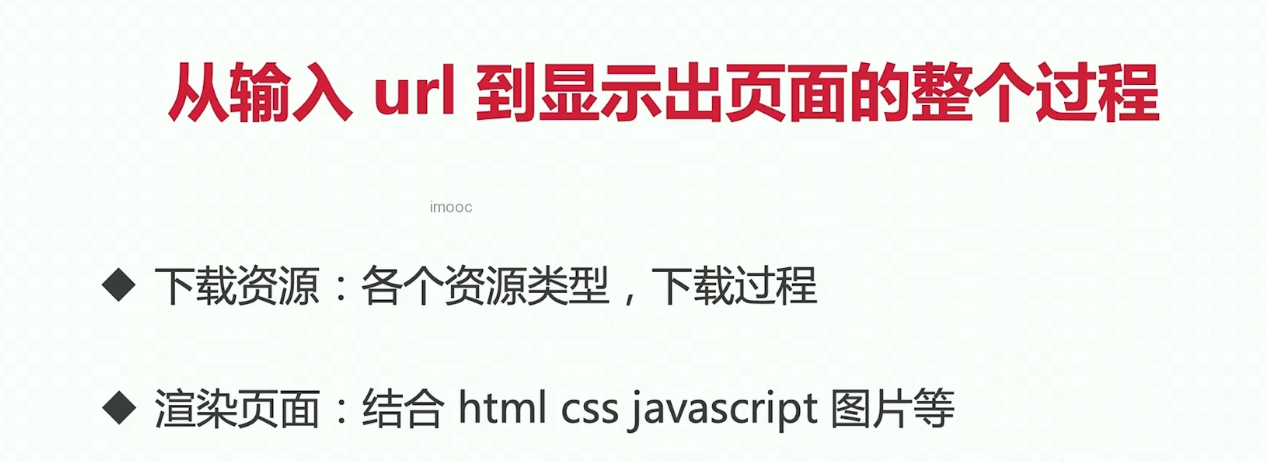 从输入 url 到显示出页面的整个过程
imooc
◆ 下载资源：各个资源类型，下载过程
◆ 渲染页面：结合 html css javascript 图片等